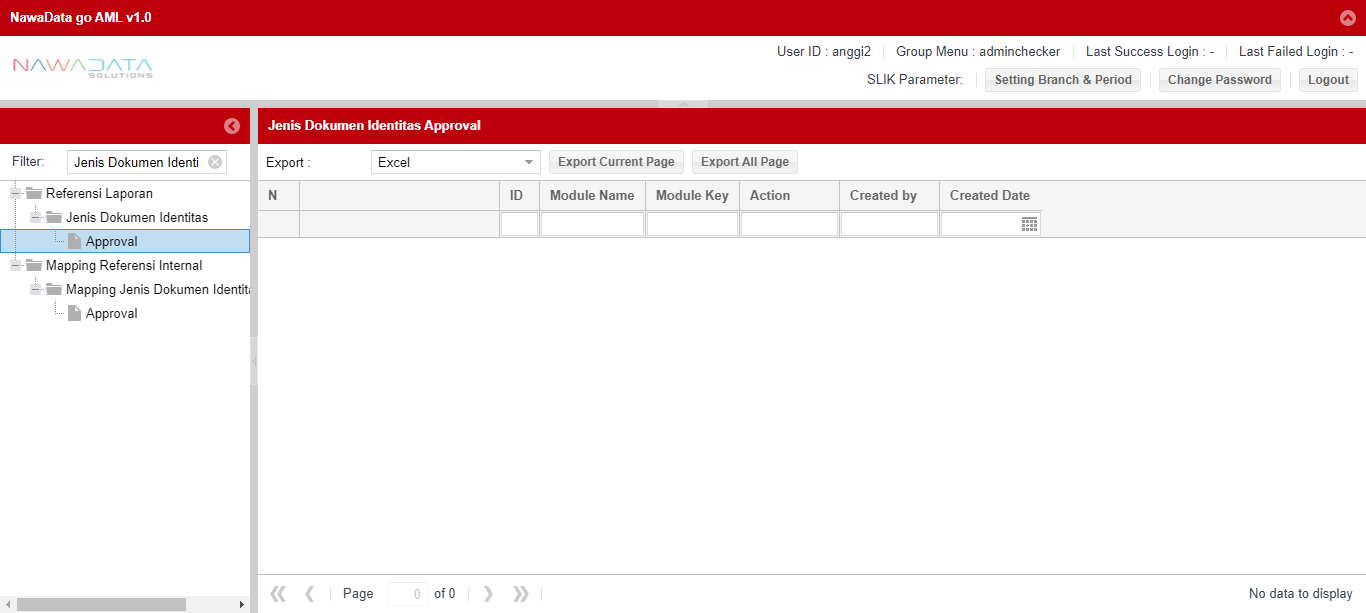 NawaData go AML v1.0
NAWADATA
SOLUTIONS
User ID : anggi2 Group Menu : adminchecker Last Success Login : - Last Failed Login : -
SLIK Parameter: Setting Branch & Period Change Password Logout
Jenis Dokumen Identitas Approval
Filter: Jenis Dokumen Identi
Export : Excel Export Current Page Export All Page
N ID Module Name Module Key Action Created by Created Date
Referensi Laporan
Jenis Dokumen Identitas
Approval
Mapping Referensi Internal
Mapping Jenis Dokumen Identita
Approval
Page 0 of 0 No data to display